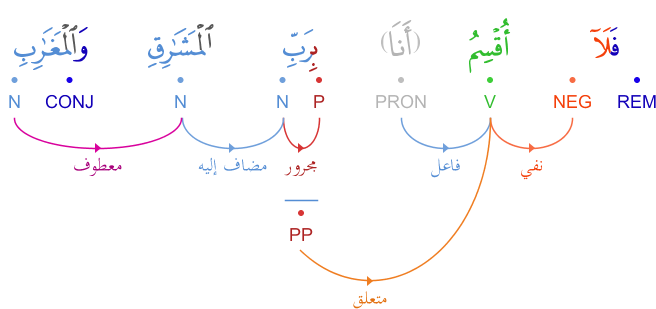 فَلَآ أُقْسِمُ (أَنَا) بِرَبِّ ٱلْمَشَـٰرِقِ وَٱلْمَغَـٰرِبِ
REM NEG V PRON P N N CONJ N
نفي فاعل مجرور مضاف إليه معطوف
PP
متعلق